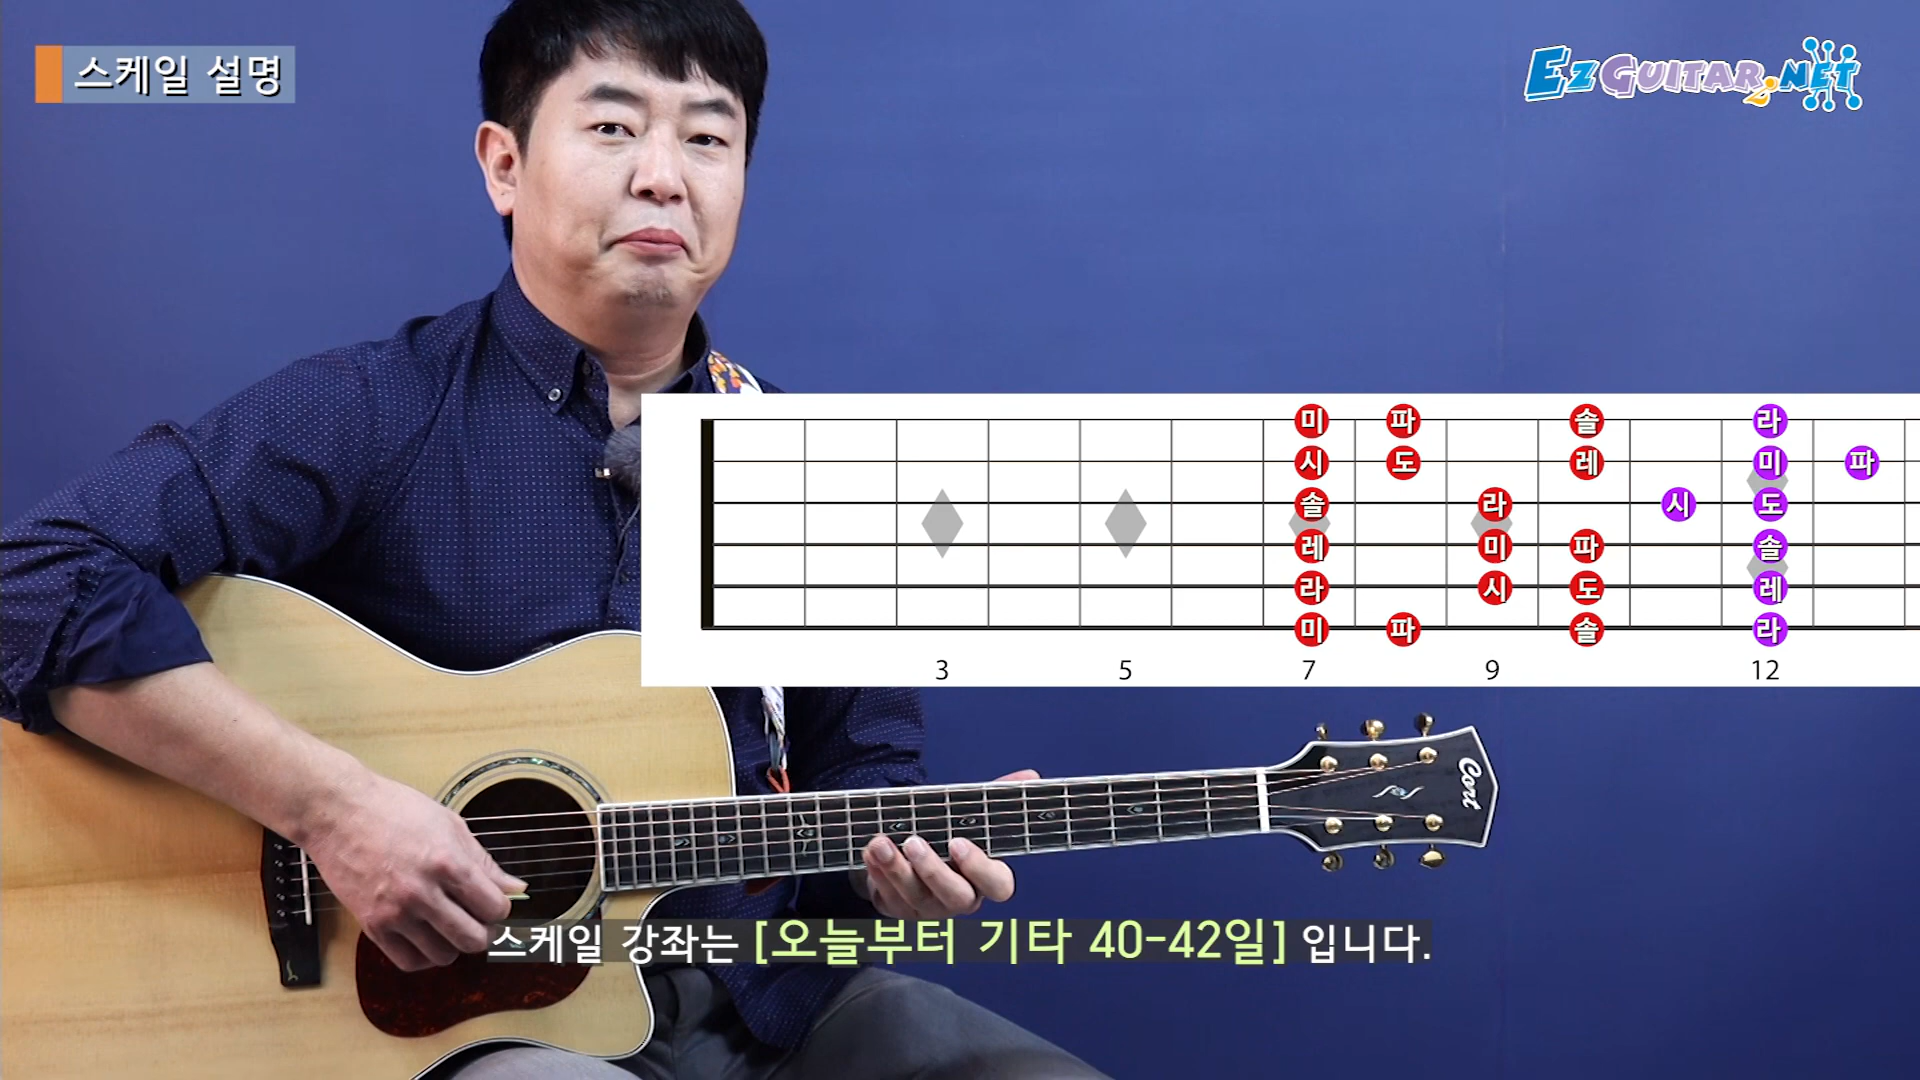 스케일 설명
EZGUITAR2.NET
미 파 솔 라
시 도 레 미 파
솔 라 시 도
레 미 파 솔
라 시 도 레
미 파 솔 라
3 5 7 9 12
Cort
스케일 강좌는 [오늘부터 기타 40-42일] 입니다.